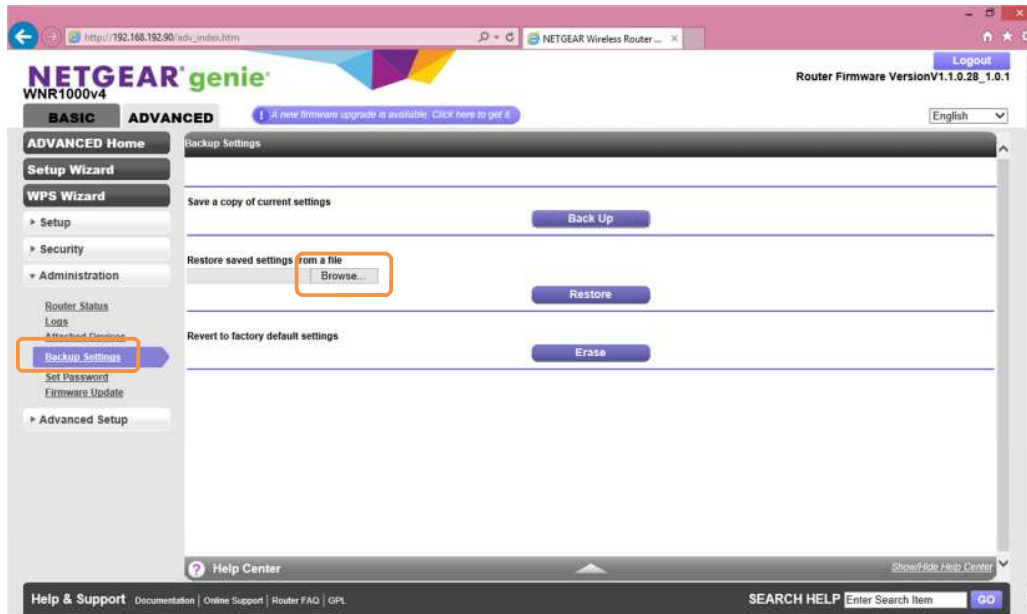 http://192.168.192.90/adv_index.htm
NETGEAR Wireless Router ...
NETGEAR® genie®
WNR1000v4
Logout
Router Firmware VersionV1.1.0.28_1.0.1
BASIC
ADVANCED
A new firmware upgrade is available. Click here to get it.
English
ADVANCED Home
Setup Wizard
WPS Wizard
Setup
Security
Administration
Router Status
Logs
Attached Devices
Backup Settings
Set Password
Firmware Update
Advanced Setup
Backup Settings
Save a copy of current settings
Back Up
Restore saved settings from a file
Browse...
Restore
Revert to factory default settings
Erase
? Help Center
Show/Hide Help Center
Help & Support Documentation | Online Support | Router FAQ | GPL
SEARCH HELP Enter Search Item GO